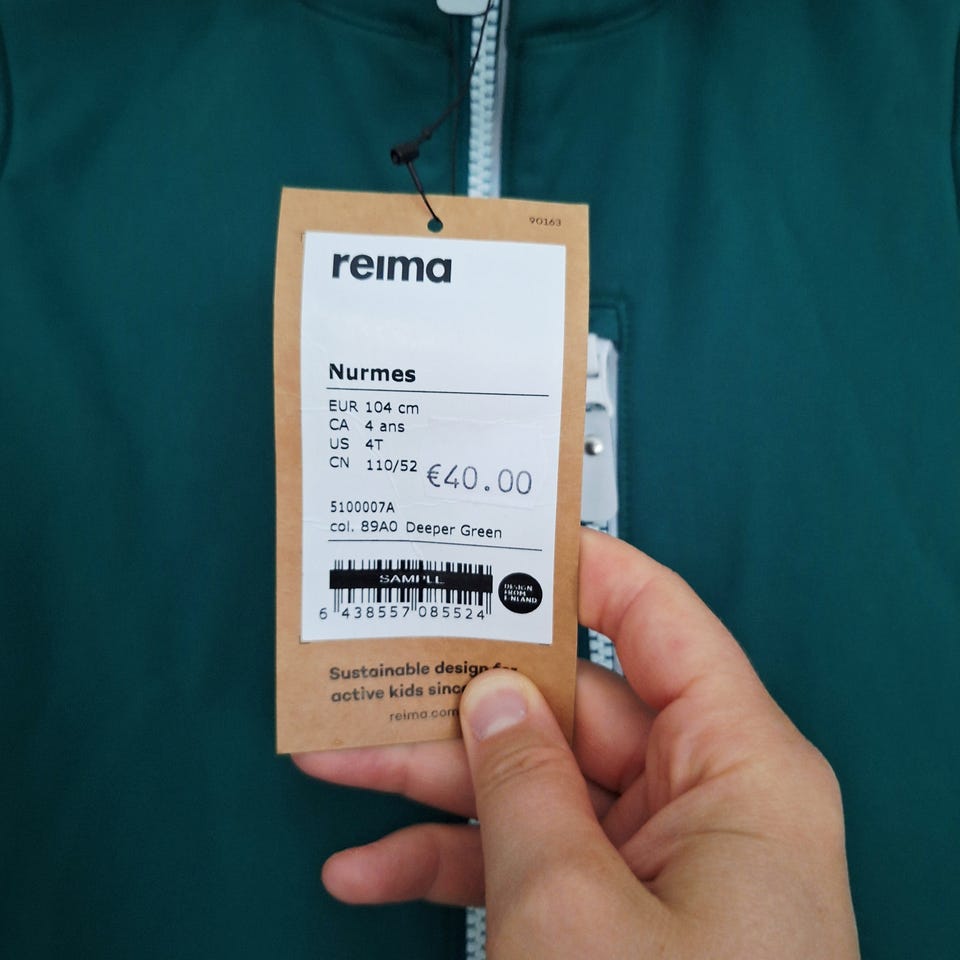 90163
reima
Nurmes
EUR 104 cm
CA 4 ans
US 4T
CN 110/52
€40.00
5100007A
col. 89A0 Deeper Green
SAMPLE
DESIGN
FROM
FINLAND
6 438557 085524
Sustainable design for
active kids since
reima.com